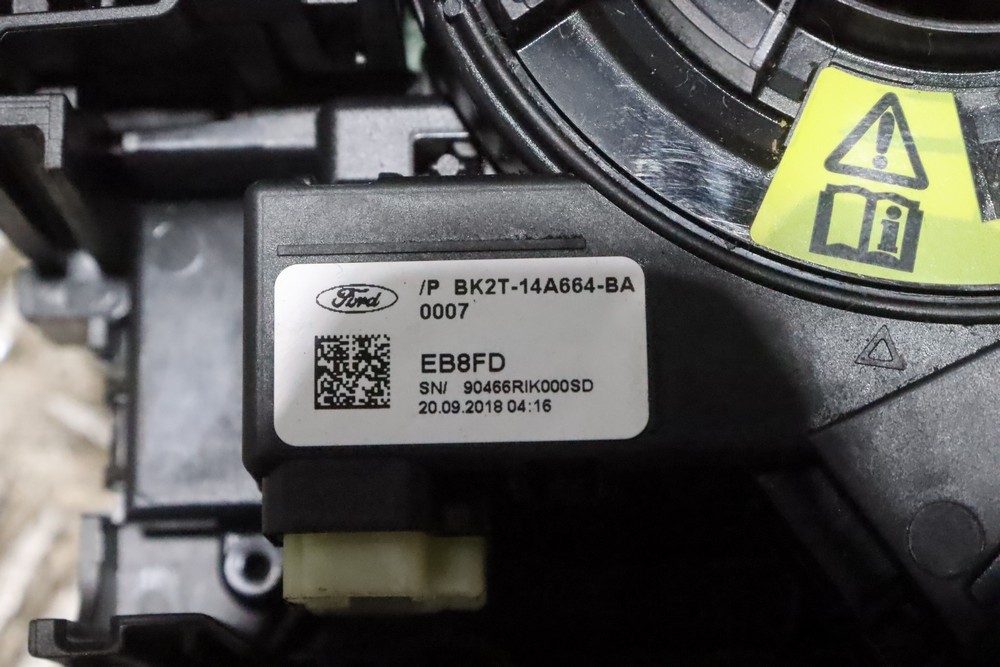 Ford
/P BK2T-14A664-BA
0007
EB8FD
SN/ 90466RIK000SD
20.09.2018 04:16